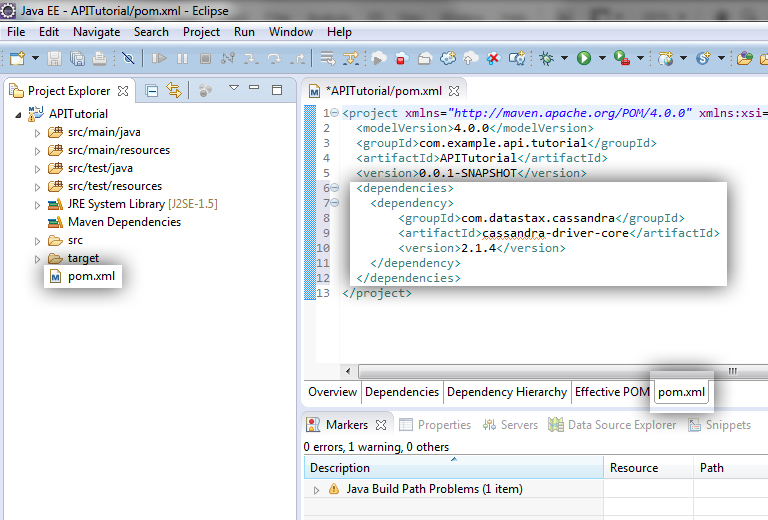 Java EE - APITutorial/pom.xml - Eclipse
File Edit Navigate Search Project Run Window Help
Project Explorer
APITutorial
src/main/java
src/main/resources
src/test/java
src/test/resources
JRE System Library [J2SE-1.5]
Maven Dependencies
src
target
pom.xml
*APITutorial/pom.xml
1 <project xmlns="http://maven.apache.org/POM/4.0.0" xmlns:xsi=
2 <modelVersion>4.0.0</modelVersion>
3 <groupId>com.example.api.tutorial</groupId>
4 <artifactId>APITutorial</artifactId>
5 <version>0.0.1-SNAPSHOT</version>
6 <dependencies>
7 <dependency>
8 <groupId>com.datastax.cassandra</groupId>
9 <artifactId>cassandra-driver-core</artifactId>
10 <version>2.1.4</version>
11 </dependency>
12 </dependencies>
13 </project>
Overview Dependencies Dependency Hierarchy Effective POM pom.xml
Markers Properties Servers Data Source Explorer Snippets
0 errors, 1 warning, 0 others
Description Resource Path
Java Build Path Problems (1 item)